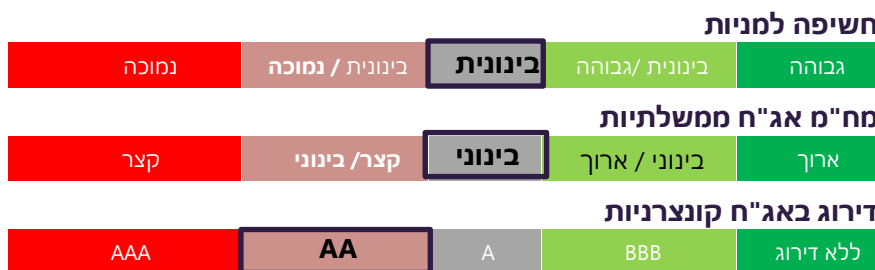 חשיפה למניות
גבוהה בינונית /גבוהה בינונית בינונית / נמוכה נמוכה
מח"מ אג"ח ממשלתיות
ארוך בינוני / ארוך בינוני קצר/ בינוני קצר
דירוג באג"ח קונצרניות
ללא דירוג BBB A AA AAA